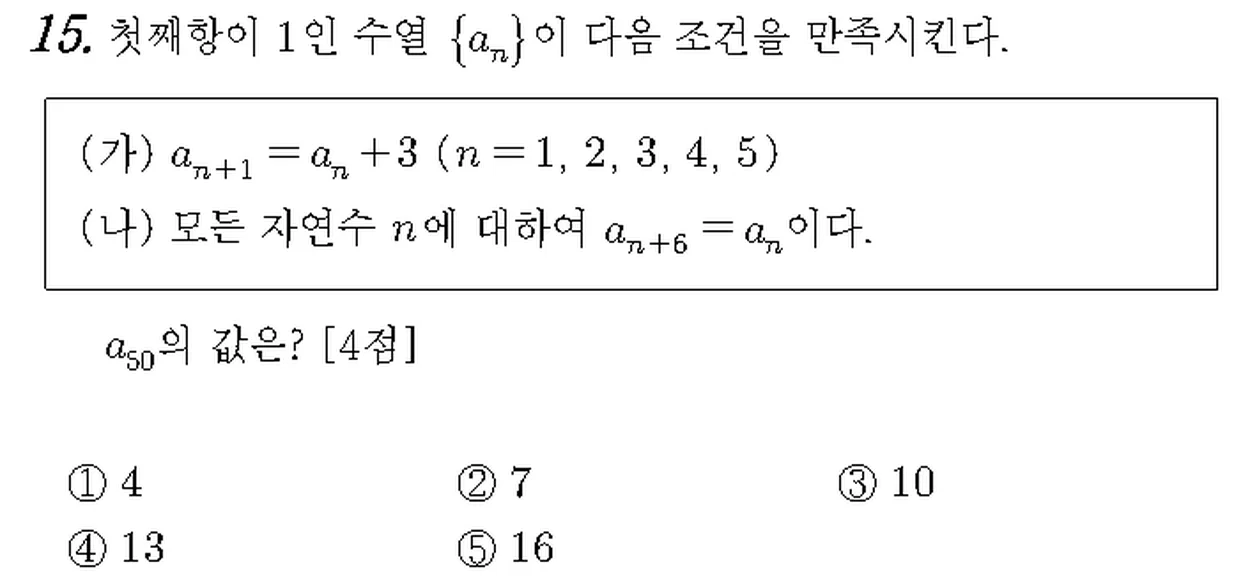 15. 첫째항이 1인 수열 {aₙ}이 다음 조건을 만족시킨다.
(가) aₙ₊₁ = aₙ + 3 (n = 1, 2, 3, 4, 5)
(나) 모든 자연수 n에 대하여 aₙ₊₆ = aₙ이다.
a₅₀의 값은? [4점]
① 4 ② 7 ③ 10
④ 13 ⑤ 16